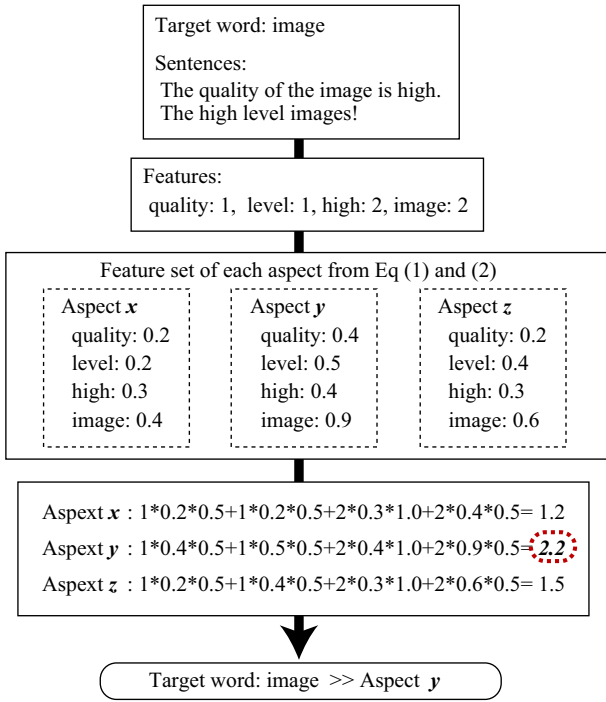 Target word: image
Sentences:
The quality of the image is high.
The high level images!
Features:
quality: 1, level: 1, high: 2, image: 2
Feature set of each aspect from Eq (1) and (2)
Aspect x
quality: 0.2
level: 0.2
high: 0.3
image: 0.4
Aspect y
quality: 0.4
level: 0.5
high: 0.4
image: 0.9
Aspect z
quality: 0.2
level: 0.4
high: 0.3
image: 0.6
Aspext x : 1*0.2*0.5+1*0.2*0.5+2*0.3*1.0+2*0.4*0.5= 1.2
Aspext y : 1*0.4*0.5+1*0.5*0.5+2*0.4*1.0+2*0.9*0.5= 2.2
Aspext z : 1*0.2*0.5+1*0.4*0.5+2*0.3*1.0+2*0.6*0.5= 1.5
Target word: image >> Aspect y